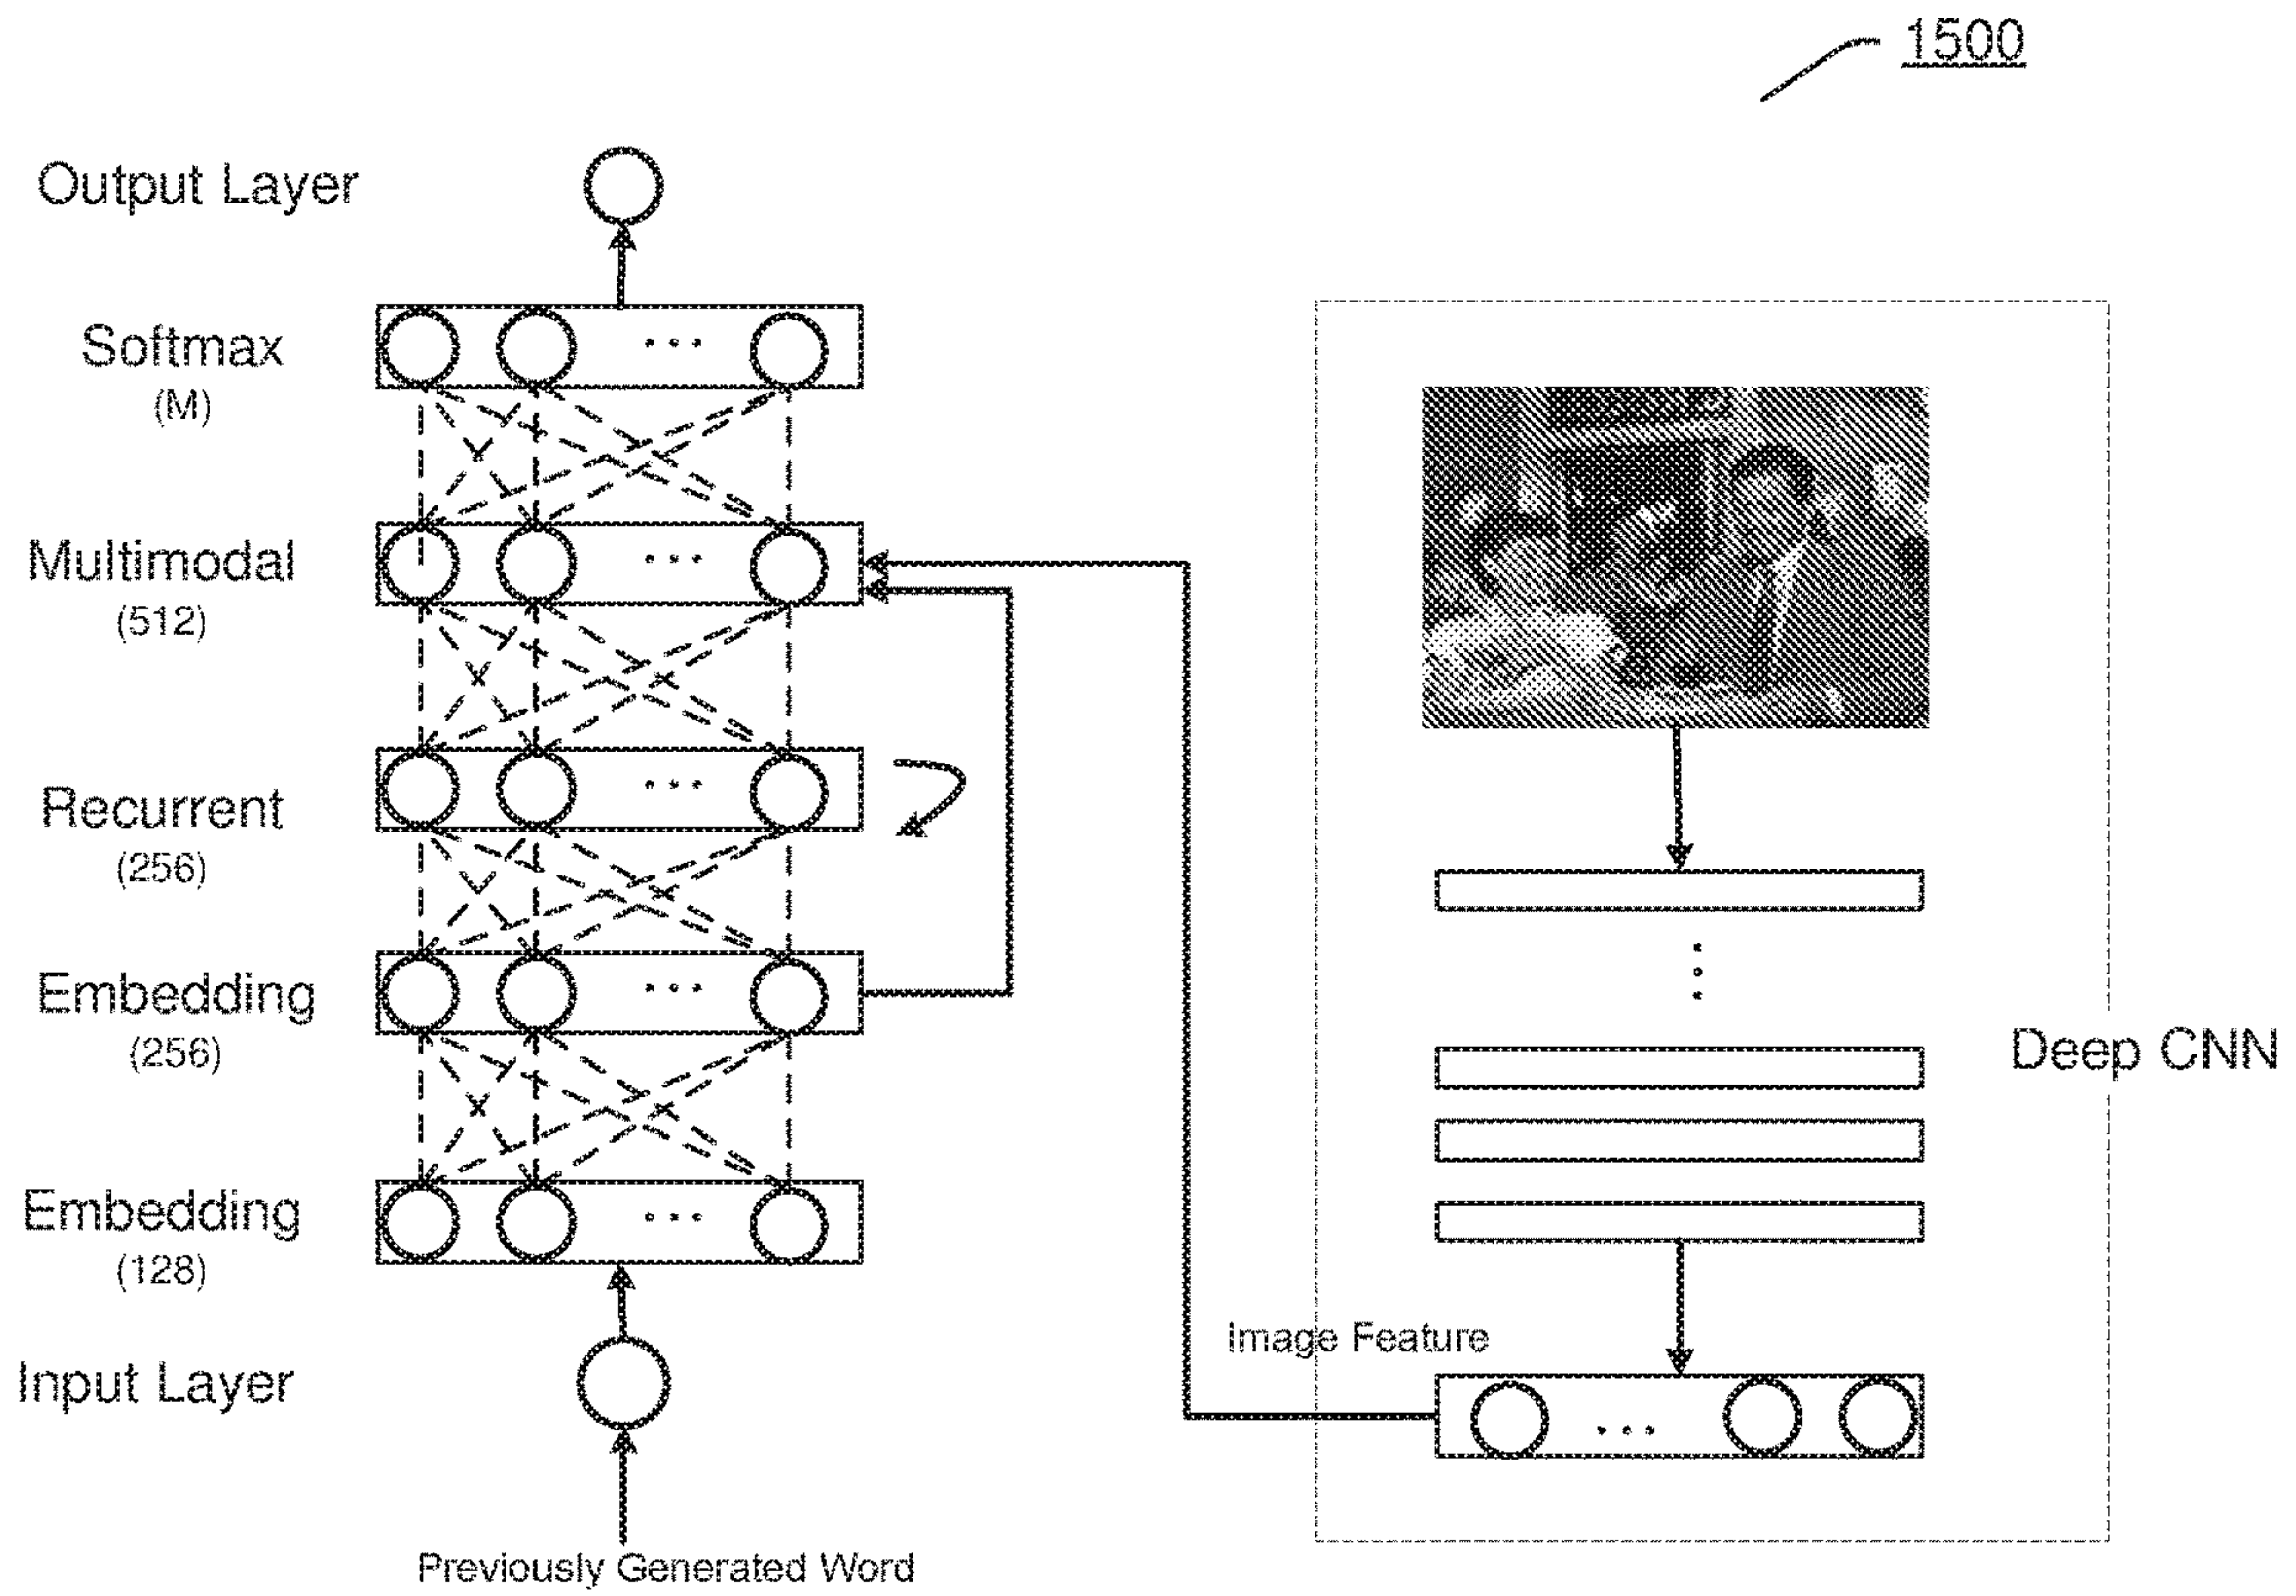 1500
Output Layer
Softmax
(M)
Multimodal
(512)
Recurrent
(256)
Embedding
(256)
Embedding
(128)
Input Layer
Previously Generated Word
Deep CNN
Image Feature